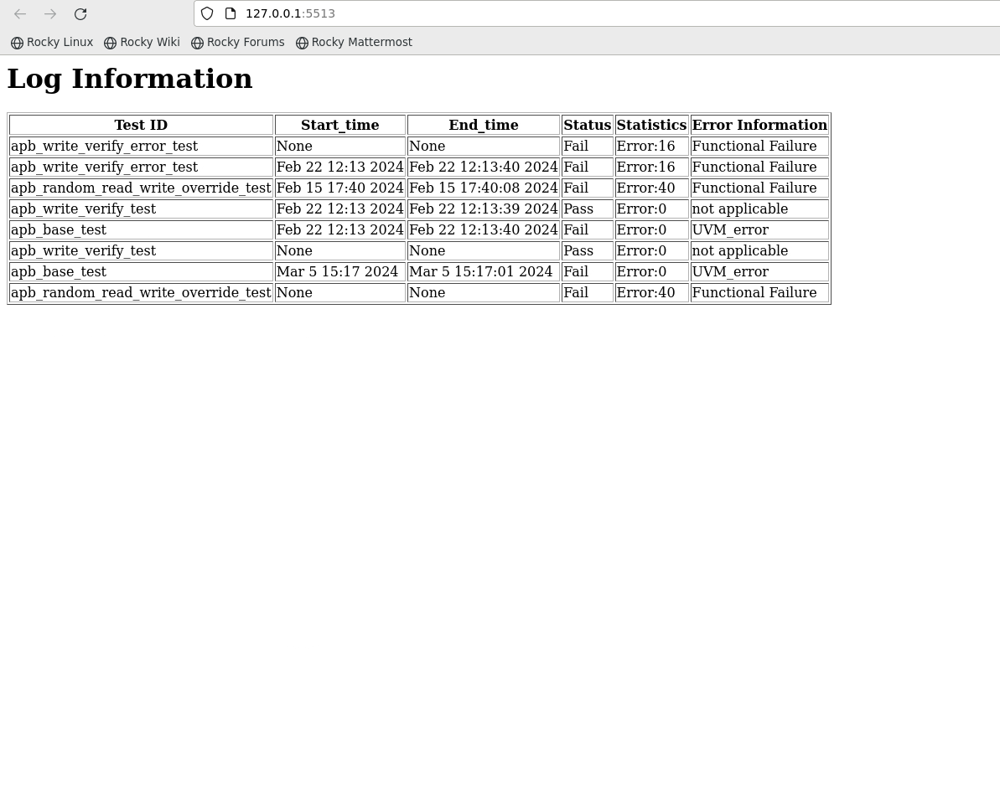 127.0.0.1:5513
Rocky Linux Rocky Wiki Rocky Forums Rocky Mattermost
Log Information
Test ID Start_time End_time Status Statistics Error Information
apb_write_verify_error_test None None Fail Error:16 Functional Failure
apb_write_verify_error_test Feb 22 12:13 2024 Feb 22 12:13:40 2024 Fail Error:16 Functional Failure
apb_random_read_write_override_test Feb 15 17:40 2024 Feb 15 17:40:08 2024 Fail Error:40 Functional Failure
apb_write_verify_test Feb 22 12:13 2024 Feb 22 12:13:39 2024 Pass Error:0 not applicable
apb_base_test Feb 22 12:13 2024 Feb 22 12:13:40 2024 Fail Error:0 UVM_error
apb_write_verify_test None None Pass Error:0 not applicable
apb_base_test Mar 5 15:17 2024 Mar 5 15:17:01 2024 Fail Error:0 UVM_error
apb_random_read_write_override_test None None Fail Error:40 Functional Failure